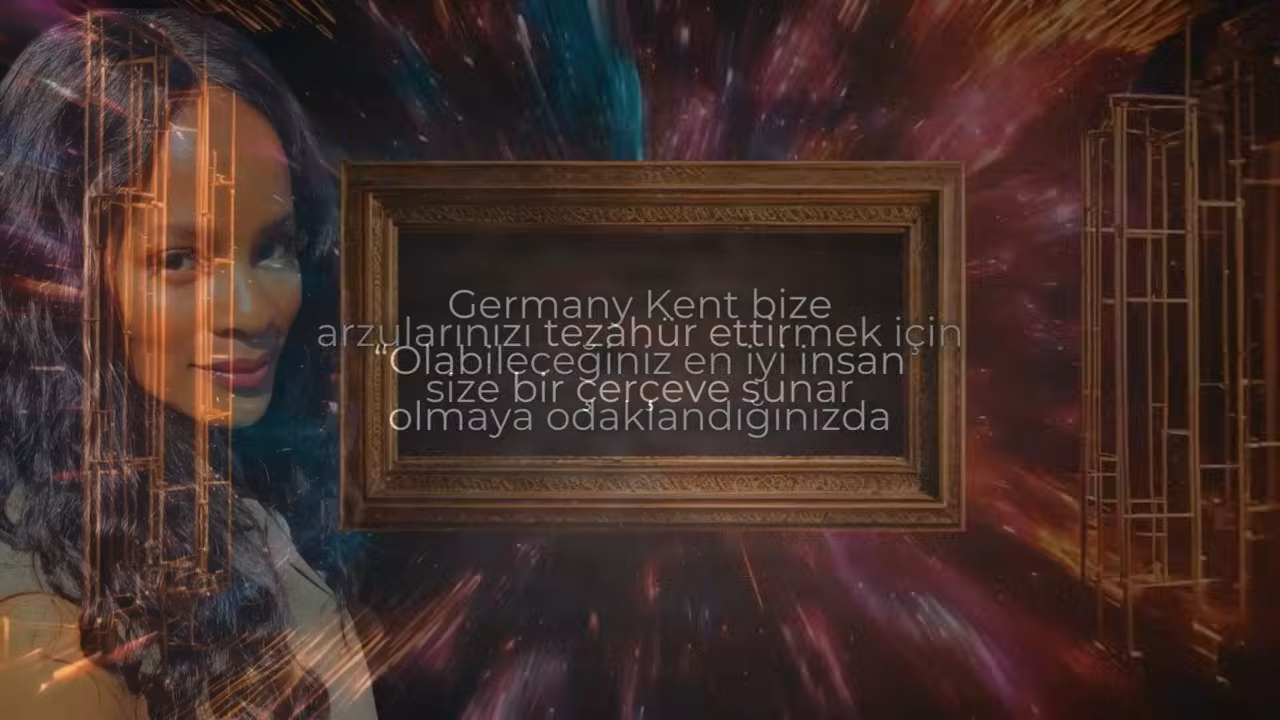 Germany Kent bize
arzularınızı tezahür ettirmek için
“Olabileceğiniz en iyi insan
size bir çerçeve sunar
olmaya odaklandığınızda